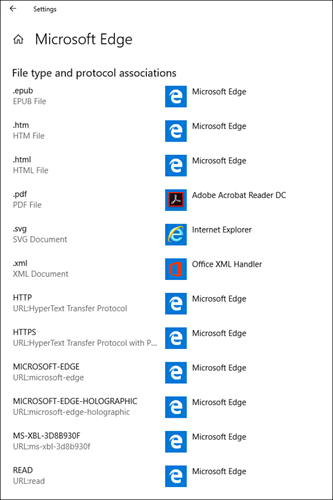 Settings
Microsoft Edge
File type and protocol associations
.epub
EPUB File
Microsoft Edge
.htm
HTM File
Microsoft Edge
.html
HTML File
Microsoft Edge
.pdf
PDF File
Adobe Acrobat Reader DC
.svg
SVG Document
Internet Explorer
.xml
XML Document
Office XML Handler
HTTP
URL:HyperText Transfer Protocol
Microsoft Edge
HTTPS
URL:HyperText Transfer Protocol with P...
Microsoft Edge
MICROSOFT-EDGE
URL:microsoft-edge
Microsoft Edge
MICROSOFT-EDGE-HOLOGRAPHIC
URL:microsoft-edge-holographic
Microsoft Edge
MS-XBL-3D8B930F
URL:ms-xbl-3d8b930f
Microsoft Edge
READ
URL:read
Microsoft Edge